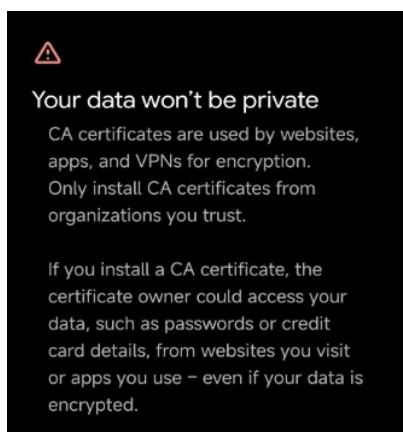 Your data won't be private
CA certificates are used by websites,
apps, and VPNs for encryption.
Only install CA certificates from
organizations you trust.
If you install a CA certificate, the
certificate owner could access your
data, such as passwords or credit
card details, from websites you visit
or apps you use – even if your data is
encrypted.